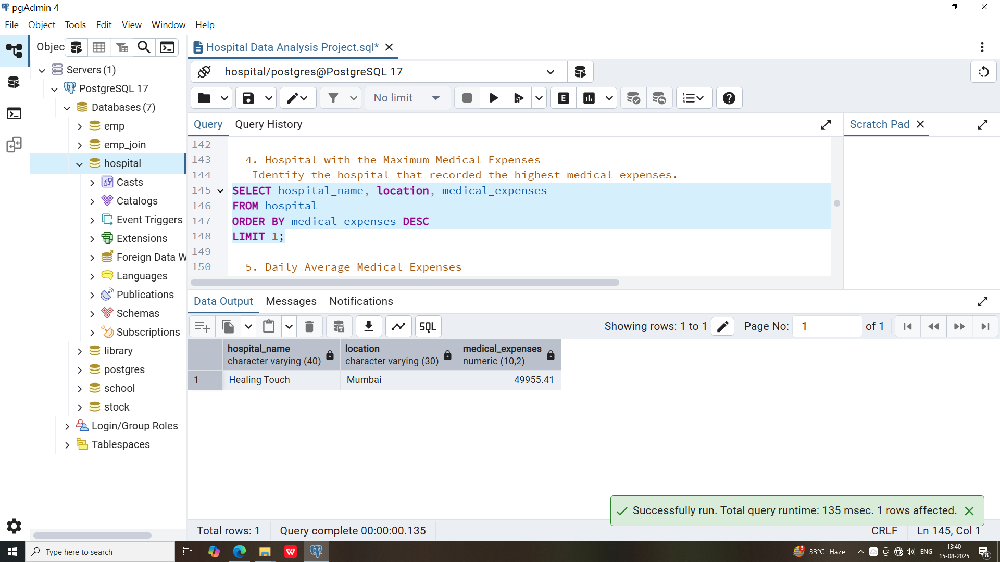 pgAdmin 4
File Object Tools Edit View Window Help
Objec
Servers (1)
PostgreSQL 17
Databases (7)
emp
emp_join
hospital
Casts
Catalogs
Event Triggers
Extensions
Foreign Data W
Languages
Publications
Schemas
Subscriptions
library
postgres
school
stock
Login/Group Roles
Tablespaces
Hospital Data Analysis Project.sql*
hospital/postgres@PostgreSQL 17
No limit
E
Query Query History
Scratch Pad
142
143 --4. Hospital with the Maximum Medical Expenses
144 -- Identify the hospital that recorded the highest medical expenses.
145 SELECT hospital_name, location, medical_expenses
146 FROM hospital
147 ORDER BY medical_expenses DESC
148 LIMIT 1;
149
150 --5. Daily Average Medical Expenses
Data Output Messages Notifications
SQL
Showing rows: 1 to 1
Page No: 1 of 1
hospital_name location medical_expenses
character varying (40) character varying (30) numeric (10,2)
1 Healing Touch Mumbai 49955.41
Successfully run. Total query runtime: 135 msec. 1 rows affected.
Total rows: 1 Query complete 00:00:00.135 CRLF Ln 145, Col 1
Type here to search
W
5
33°C Haze
ENG
13:40
15-08-2025
8